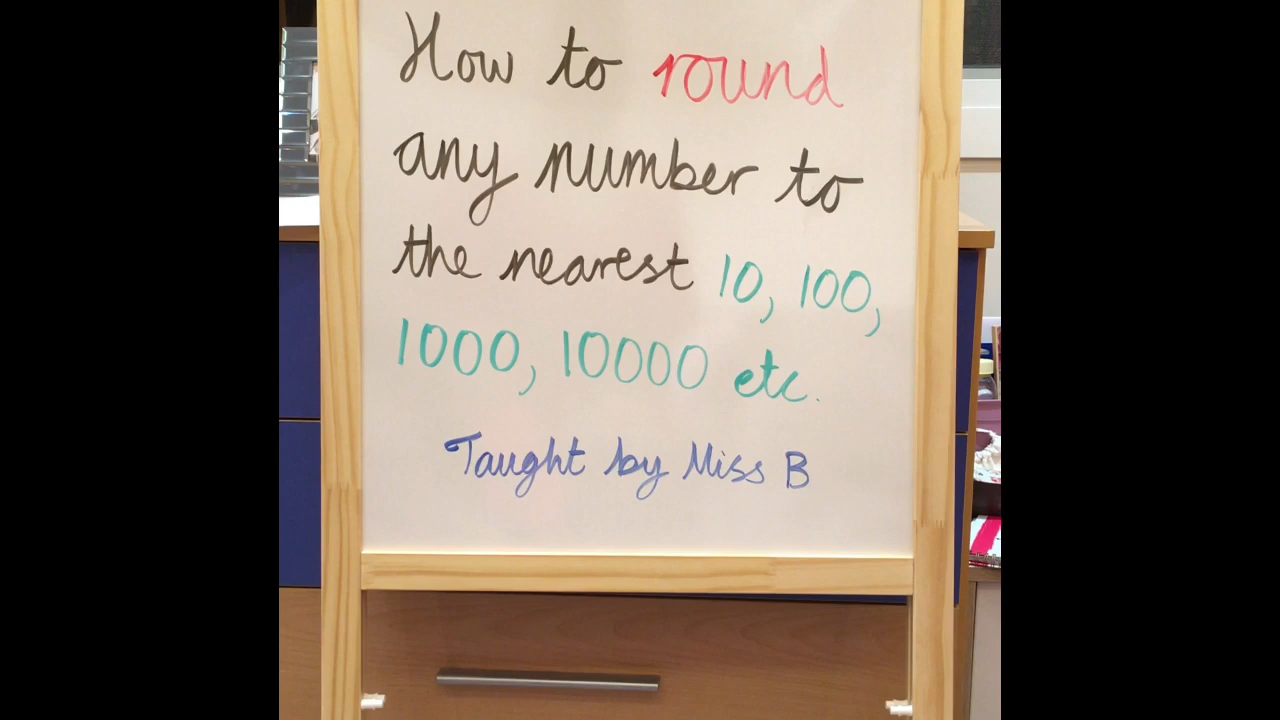 How to round
any number to
the nearest 10, 100,
1000, 10000 etc.
Taught by Miss B